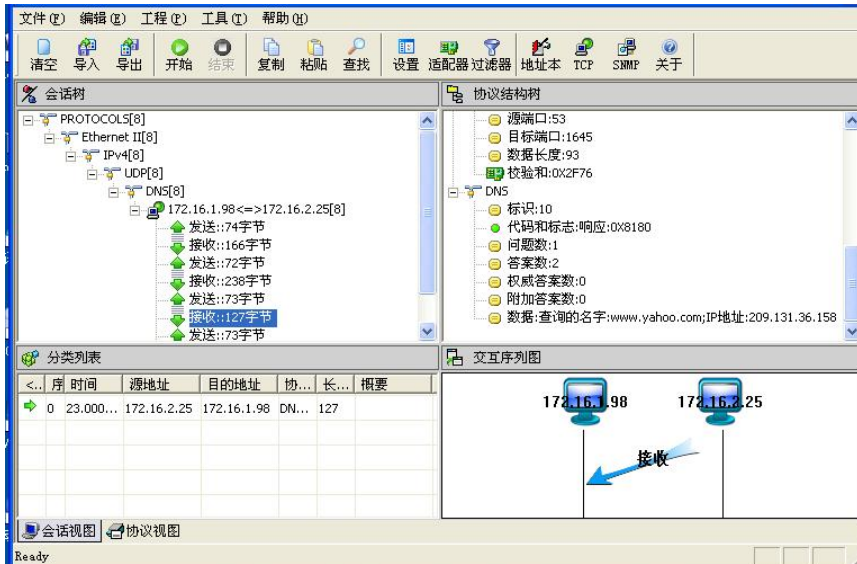 文件(F) 编辑(E) 工程(P) 工具(T) 帮助(H)
清空 导入 导出 开始 结束 复制 粘贴 查找 设置 适配器 过滤器 地址本 TCP SNMP 关于
会话树
PROTOCOLS[8]
Ethernet II[8]
IPv4[8]
UDP[8]
DNS[8]
172.16.1.98<=>172.16.2.25[8]
发送::74字节
接收::166字节
发送::72字节
接收::238字节
发送::73字节
接收::127字节
发送::73字节
协议结构树
源端口:53
目标端口:1645
数据长度:93
校验和:0X2F76
DNS
标识:10
代码和标志:响应:0X8180
问题数:1
答案数:2
权威答案数:0
附加答案数:0
数据:查询的名字:www.yahoo.com;IP地址:209.131.36.158
分类列表
<.. 序 时间 源地址 目的地址 协... 长... 概要
0 23.000... 172.16.2.25 172.16.1.98 DN... 127
交互序列图
172.16.1.98 172.16.2.25
接收
会话视图 协议视图
Ready